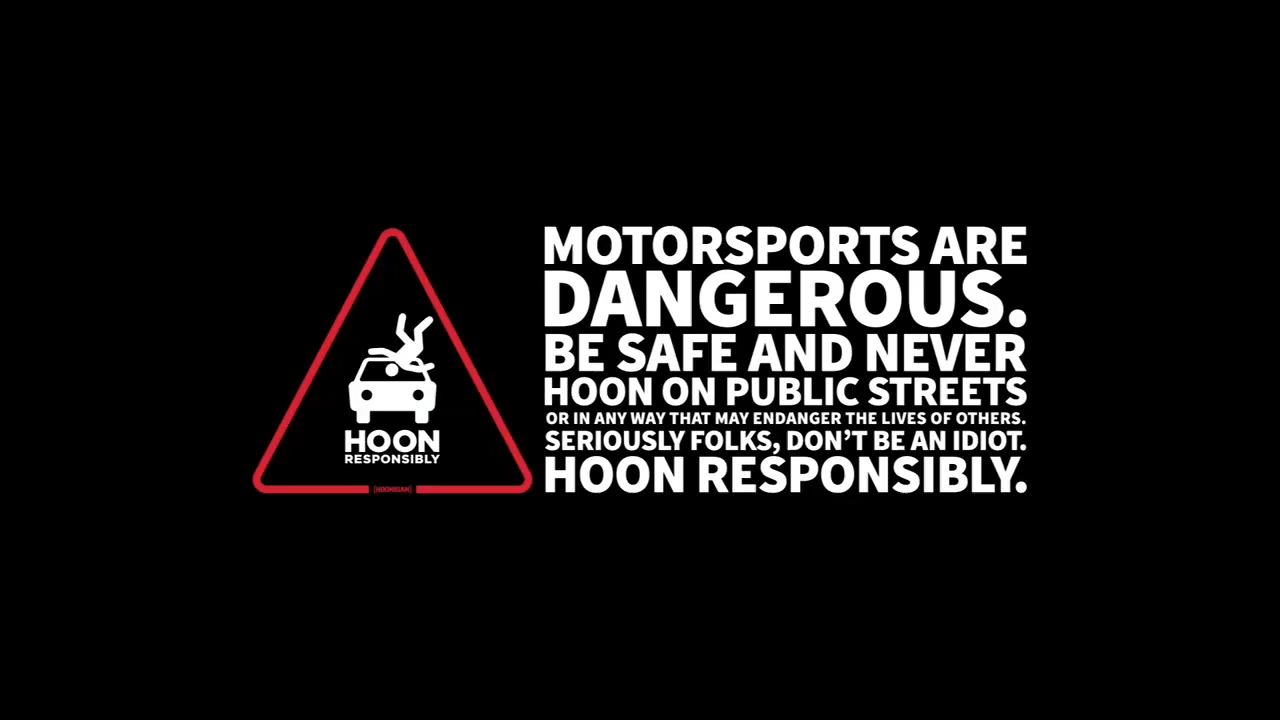 HOON
RESPONSIBLY
[HOONIGAN]
MOTORSPORTS ARE
DANGEROUS.
BE SAFE AND NEVER
HOON ON PUBLIC STREETS
OR IN ANY WAY THAT MAY ENDANGER THE LIVES OF OTHERS.
SERIOUSLY FOLKS, DON'T BE AN IDIOT.
HOON RESPONSIBLY.